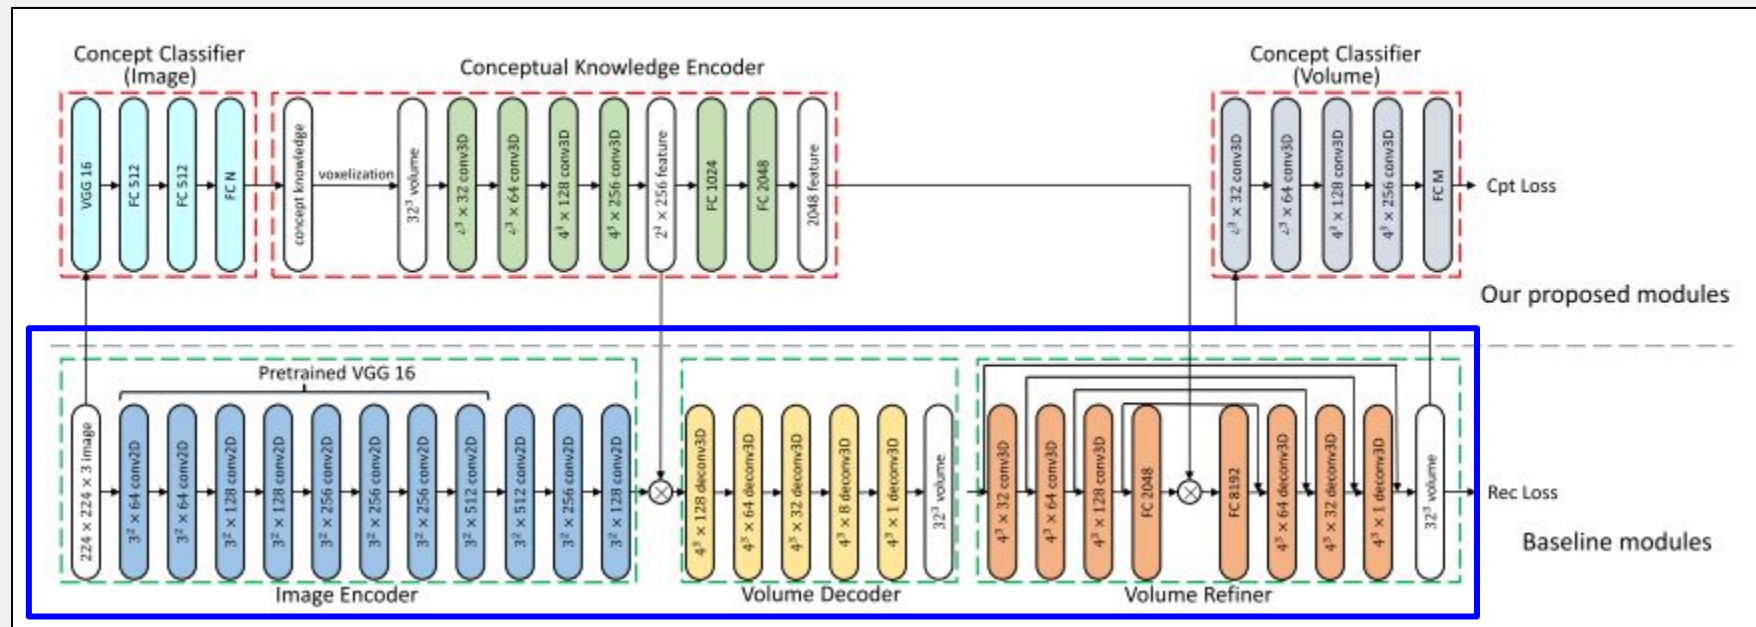 Concept Classifier
(Image)
Conceptual Knowledge Encoder
Concept Classifier
(Volume)
VGG 16
FC 512
FC 512
FC N
concept knowledge
voxelization
32³ volume
4³ × 32 conv3D
4³ × 64 conv3D
4³ × 128 conv3D
4³ × 256 conv3D
2³ × 256 feature
FC 1024
FC 2048
2048 feature
4³ × 32 conv3D
4³ × 64 conv3D
4³ × 128 conv3D
4³ × 256 conv3D
FC M
Cpt Loss
Our proposed modules
Pretrained VGG 16
224 × 224 × 3 image
3² × 64 conv2D
3² × 64 conv2D
3² × 128 conv2D
3² × 128 conv2D
3² × 256 conv2D
3² × 256 conv2D
3² × 256 conv2D
3² × 512 conv2D
3² × 512 conv2D
3² × 256 conv2D
3² × 128 conv2D
4³ × 128 deconv3D
4³ × 64 deconv3D
4³ × 32 deconv3D
4³ × 8 deconv3D
4³ × 1 deconv3D
32³ volume
4³ × 32 conv3D
4³ × 64 conv3D
4³ × 128 conv3D
FC 2048
FC 8192
4³ × 64 deconv3D
4³ × 32 deconv3D
4³ × 1 deconv3D
32³ volume
Rec Loss
Baseline modules
Image Encoder
Volume Decoder
Volume Refiner